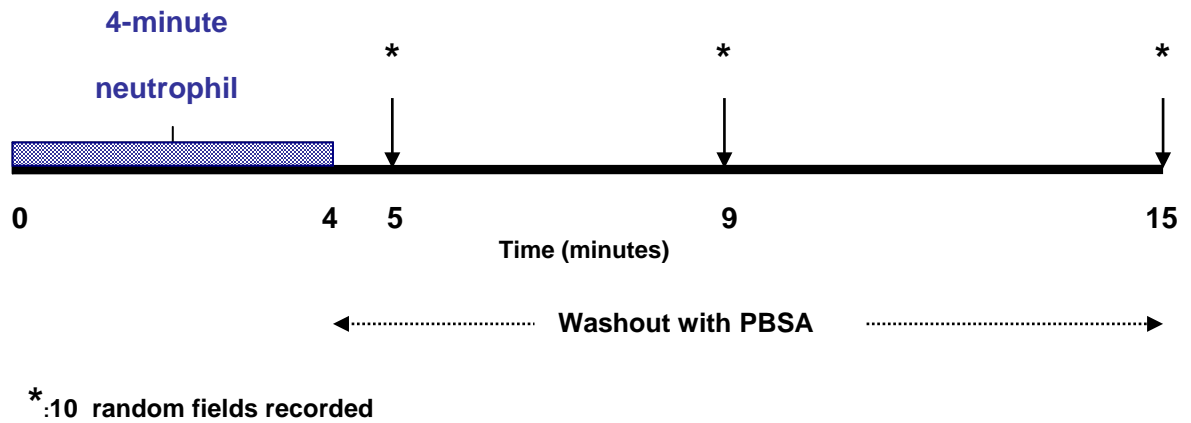 4-minute
neutrophil
* * *
0 4 5 9 15
Time (minutes)
Washout with PBSA
*:10 random fields recorded